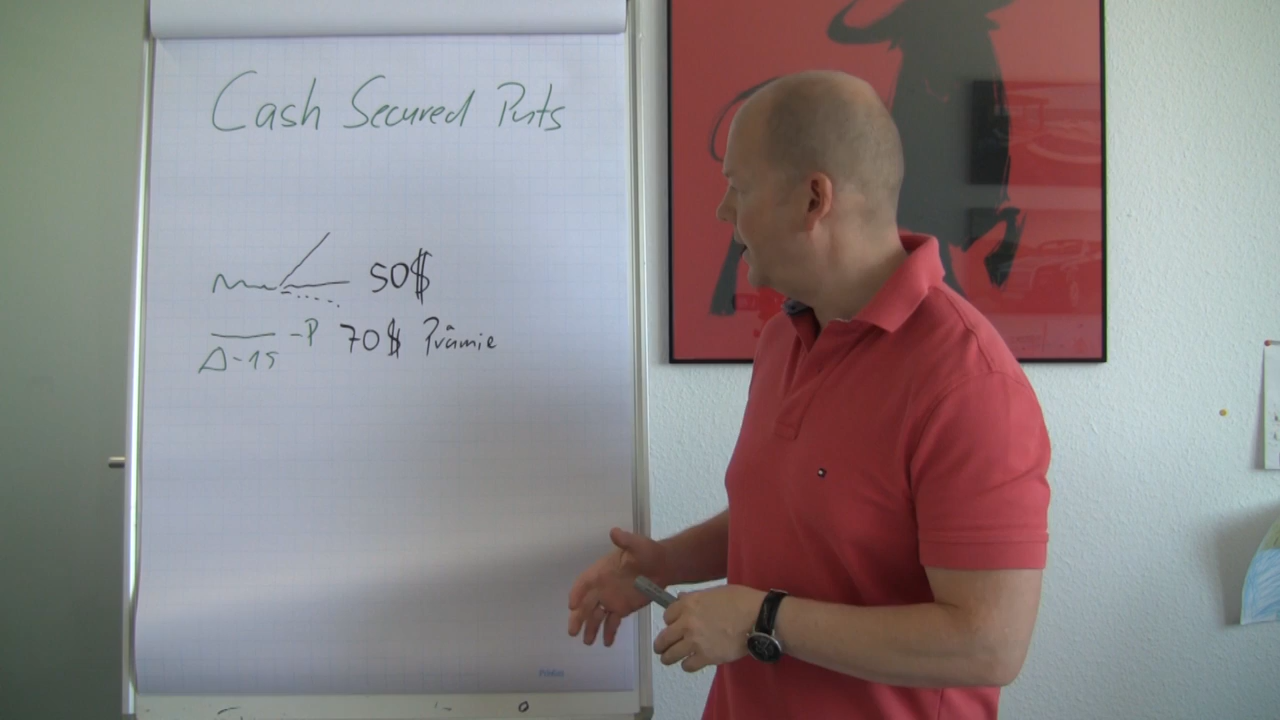 Cash Secured Puts
50$
-P 70$ Prämie
Δ-15